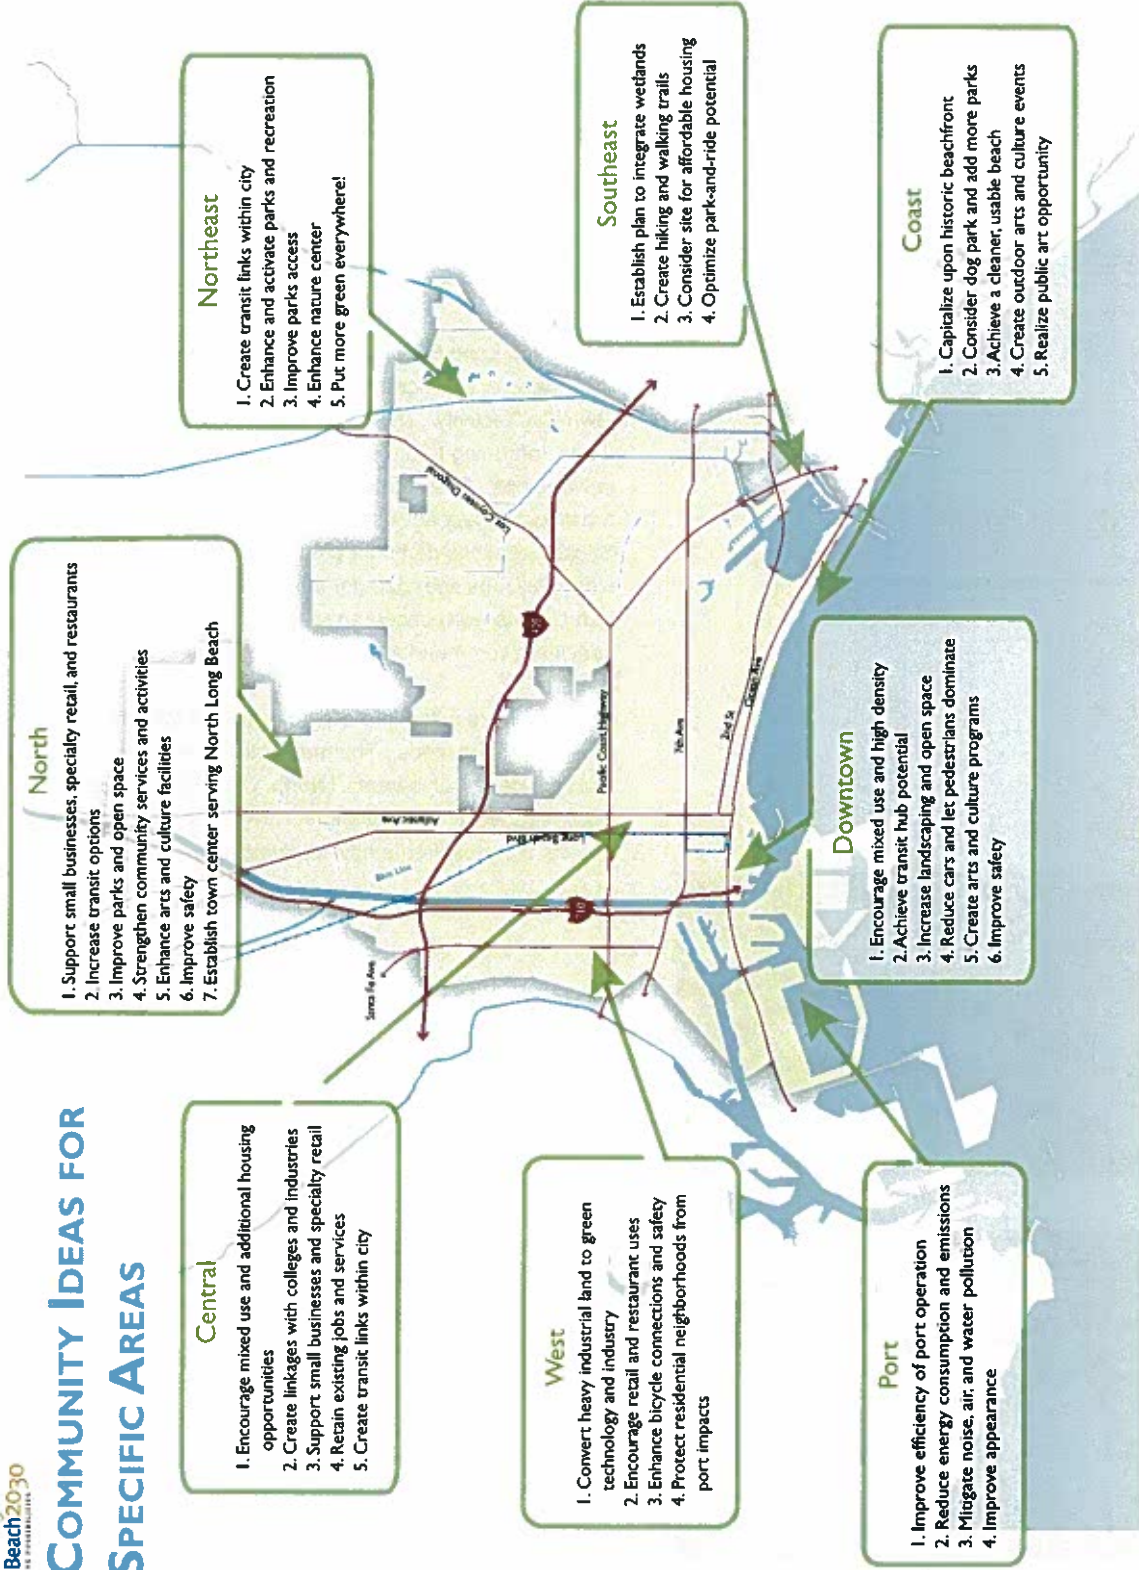 Beach 2030
COMMUNITY IDEAS FOR
SPECIFIC AREAS
North
1. Support small businesses, specialty retail, and restaurants
2. Increase transit options
3. Improve parks and open space
4. Strengthen community services and activities
5. Enhance arts and culture facilities
6. Improve safety
7. Establish town center serving North Long Beach
Northeast
1. Create transit links within city
2. Enhance and activate parks and recreation
3. Improve parks access
4. Enhance nature center
5. Put more green everywhere!
Central
1. Encourage mixed use and additional housing
opportunities
2. Create linkages with colleges and industries
3. Support small businesses and specialty retail
4. Retain existing jobs and services
5. Create transit links within city
Southeast
1. Establish plan to integrate wetlands
2. Create hiking and walking trails
3. Consider site for affordable housing
4. Optimize park-and-ride potential
West
1. Convert heavy industrial land to green
technology and industry
2. Encourage retail and restaurant uses
3. Enhance bicycle connections and safety
4. Protect residential neighborhoods from
port impacts
Port
1. Improve efficiency of port operation
2. Reduce energy consumption and emissions
3. Mitigate noise, air, and water pollution
4. Improve appearance
Downtown
1. Encourage mixed use and high density
2. Achieve transit hub potential
3. Increase landscaping and open space
4. Reduce cars and let pedestrians dominate
5. Create arts and culture programs
6. Improve safety
Coast
1. Capitalize upon historic beachfront
2. Consider dog park and add more parks
3. Achieve a cleaner, usable beach
4. Create outdoor arts and culture events
5. Realize public art opportunity
Santa Fe Ave
Blue Line
Long Beach Blvd
Atlantic Ave
Los Coyotes Diagonal
Pacific Coast Highway
7th Ave
2nd St
Ocean Ave
710